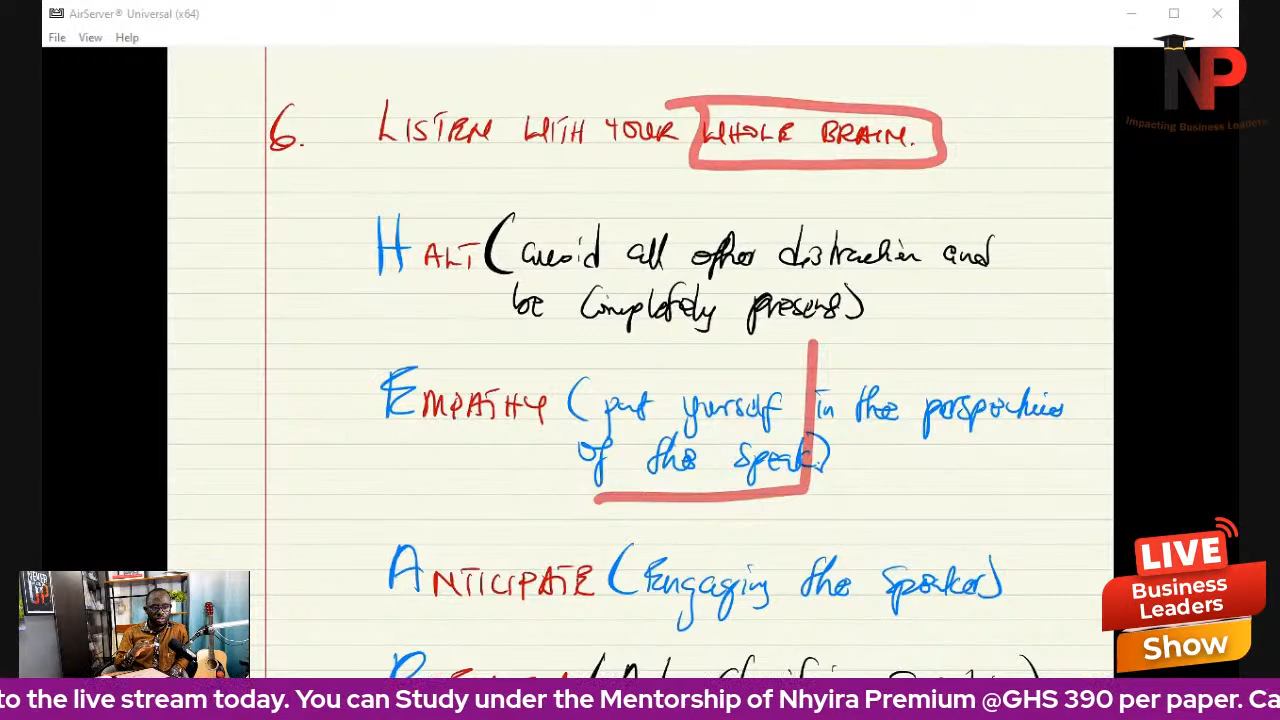 AirServer® Universal (x64)
File View Help
NP
Impacting Business Leaders
6. LISTEN WITH YOUR WHOLE BRAIN.
HALT (avoid all other distraction and
be completely present)
EMPATHY (put yourself in the perspective
of the speak)
ANTICIPATE (Engaging the speaker)
LIVE
Business
Leaders
Show
to the live stream today. You can Study under the Mentorship of Nhyira Premium @GHS 390 per paper. Ca